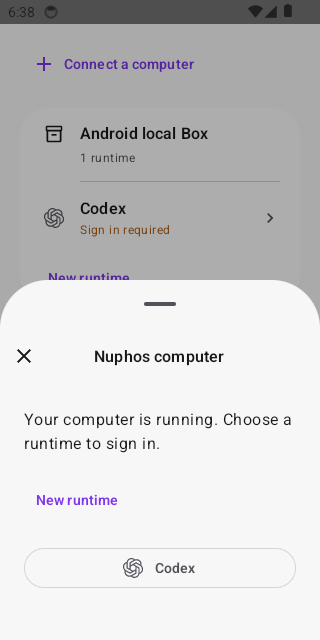 6:38
Connect a computer
Android local Box
1 runtime
Codex
Sign in required
New runtime
Nuphos computer
Your computer is running. Choose a
runtime to sign in.
New runtime
Codex